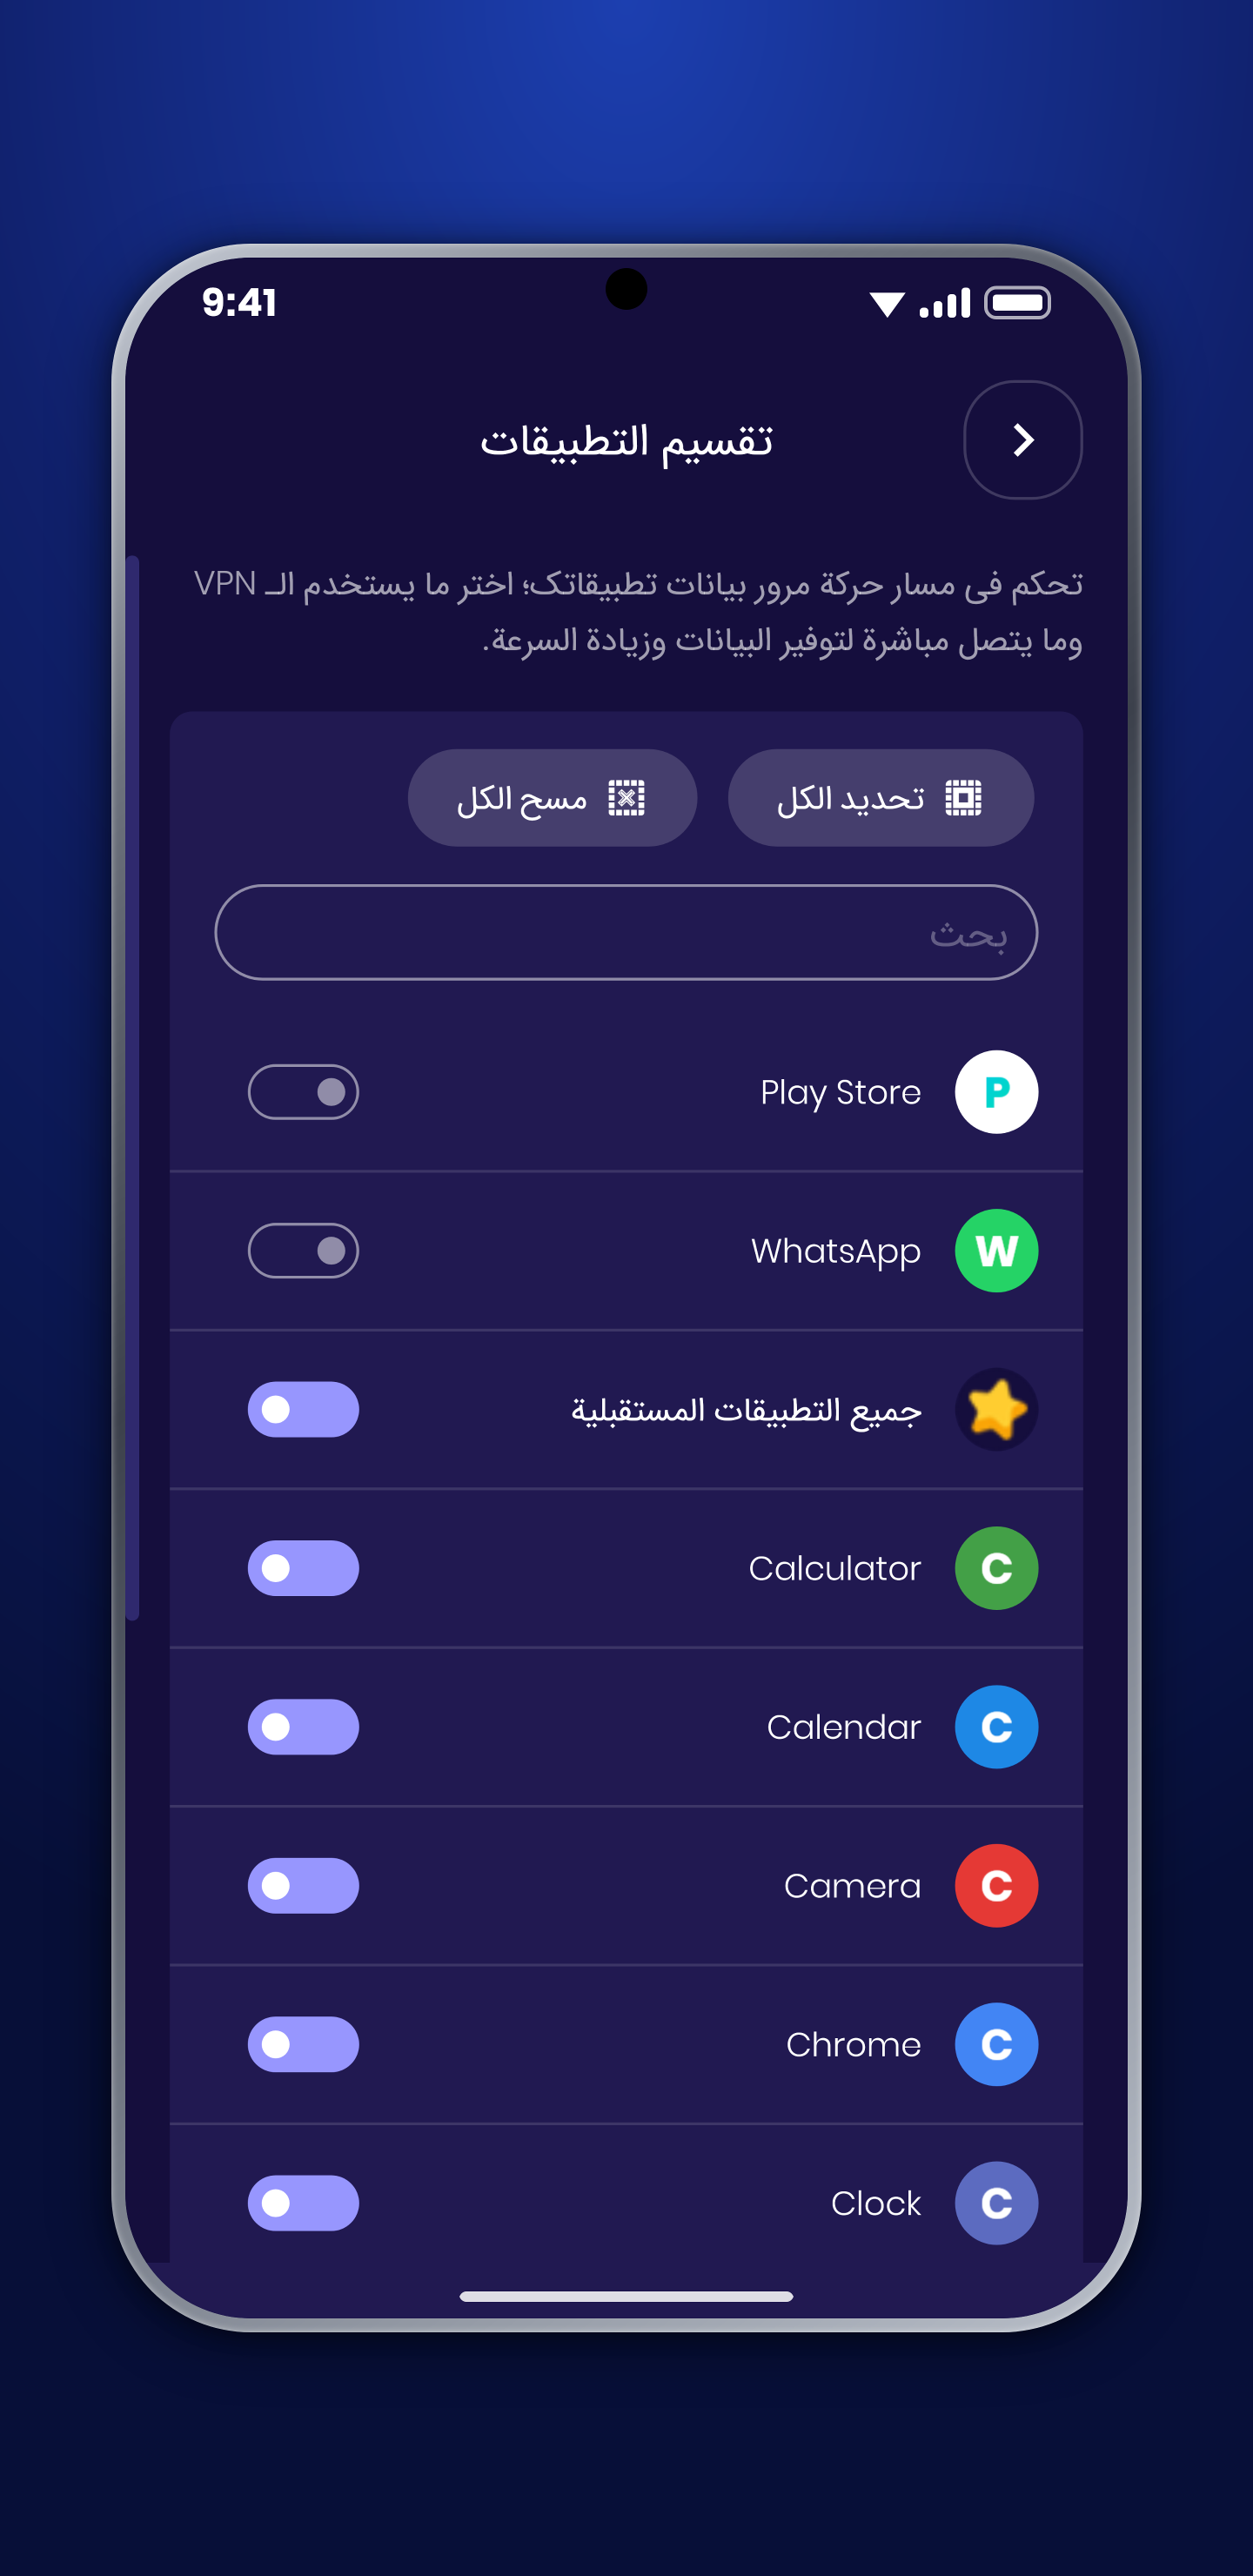 9:41
تقسيم التطبيقات
تحكم في مسار حركة مرور بيانات تطبيقاتك؛ اختر ما يستخدم الـ VPN
وما يتصل مباشرة لتوفير البيانات وزيادة السرعة.
تحديد الكل
مسح الكل
بحث
P Play Store
W WhatsApp
جميع التطبيقات المستقبلية
C Calculator
C Calendar
C Camera
C Chrome
C Clock